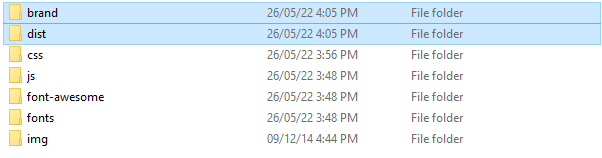 brand 26/05/22 4:05 PM File folder
dist 26/05/22 4:05 PM File folder
css 26/05/22 3:56 PM File folder
js 26/05/22 3:48 PM File folder
font-awesome 26/05/22 3:48 PM File folder
fonts 26/05/22 3:48 PM File folder
img 09/12/14 4:44 PM File folder